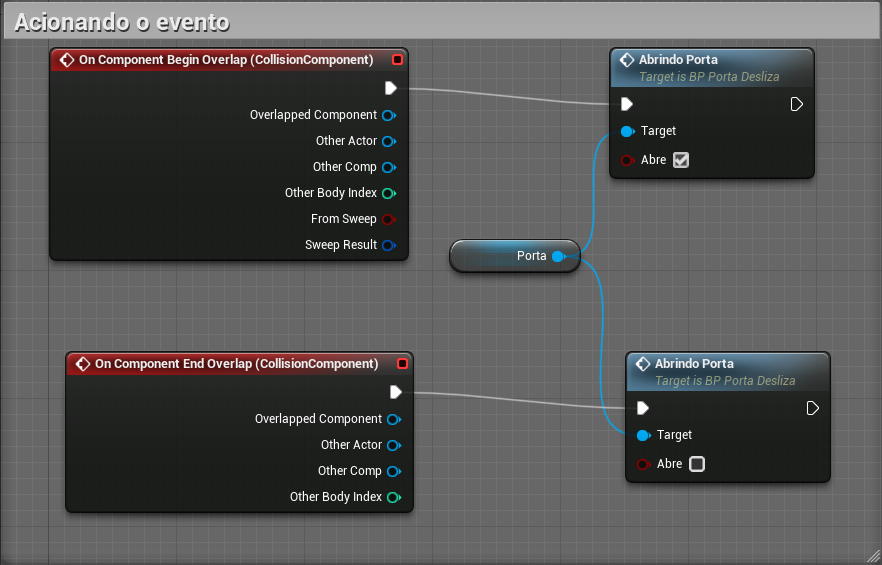 Acionando o evento
On Component Begin Overlap (CollisionComponent)
Overlapped Component
Other Actor
Other Comp
Other Body Index
From Sweep
Sweep Result
Abrindo Porta
Target is BP Porta Desliza
Target
Abre
Porta
On Component End Overlap (CollisionComponent)
Overlapped Component
Other Actor
Other Comp
Other Body Index
Abrindo Porta
Target is BP Porta Desliza
Target
Abre